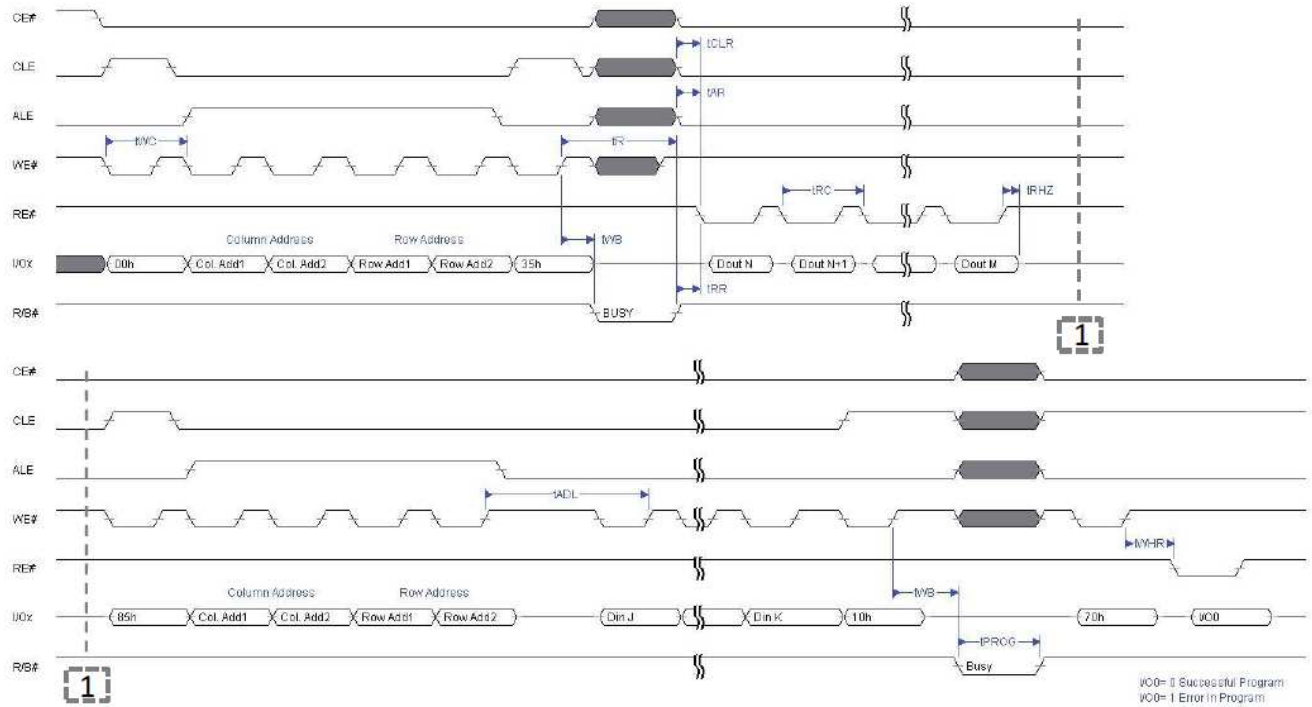 CE#
tCLR
CLE
tAR
ALE
tWC
tR
WE#
tRC
tRHZ
RE#
Column Address Row Address tWB
I/Ox 00h Col. Add1 Col. Add2 Row Add1 Row Add2 35h Dout N Dout N+1 Dout M
tRR
R/B# BUSY
1
CE#
CLE
ALE
tADL
WE#
tWHR
RE#
Column Address Row Address tWB
I/Ox 85h Col. Add1 Col. Add2 Row Add1 Row Add2 Din J Din K 10h 70h I/O0
tPROG
R/B# Busy
1
I/O0= 0 Successful Program
I/O0= 1 Error in Program